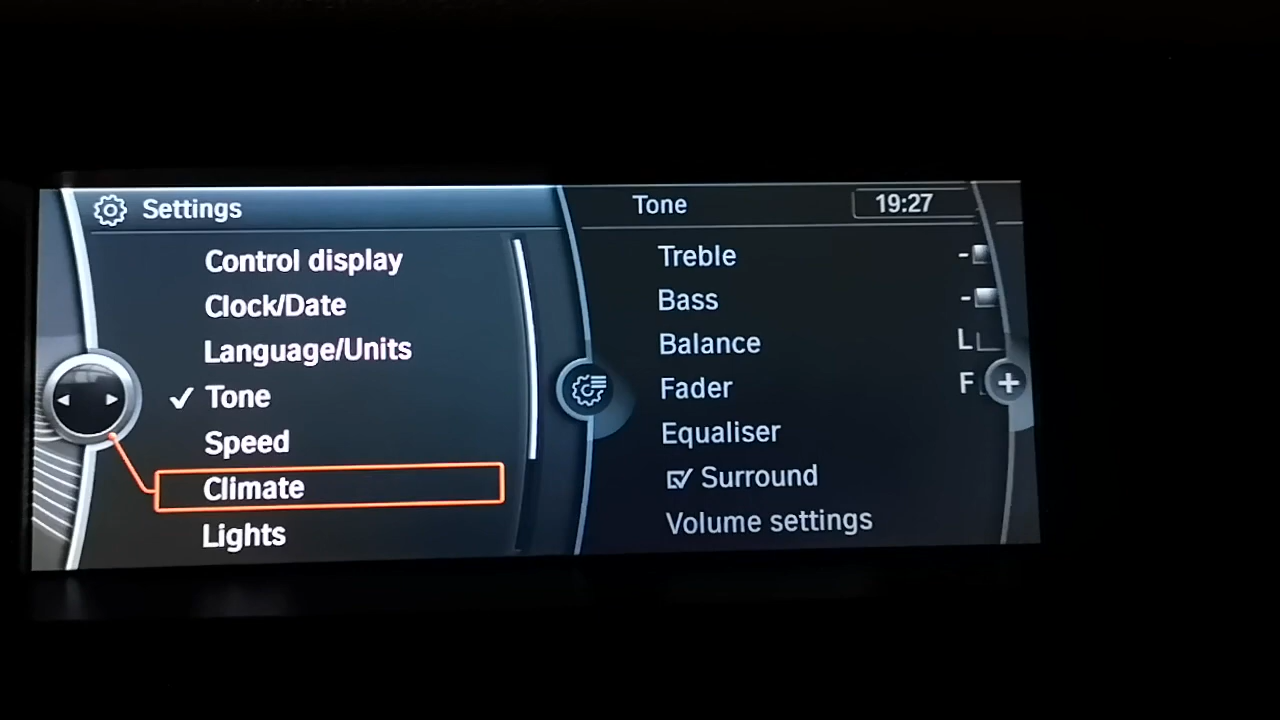 Settings
Control display
Clock/Date
Language/Units
Tone
Speed
Climate
Lights
Tone 19:27
Treble -
Bass -
Balance L
Fader F
Equaliser
Surround
Volume settings